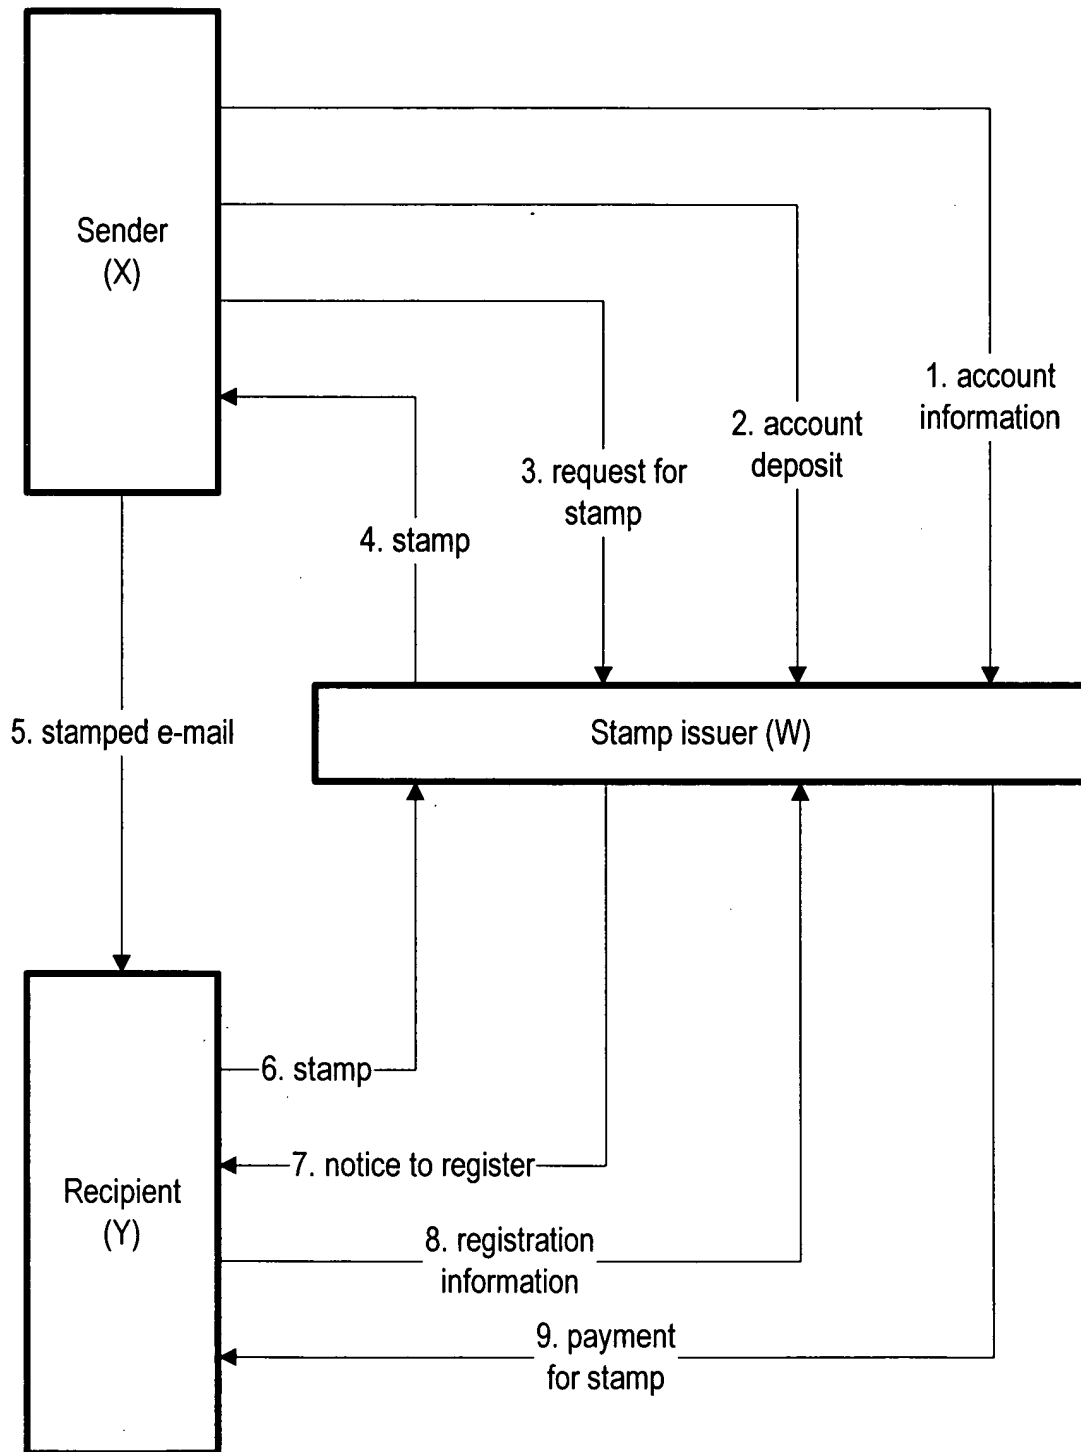 Sender
(X)
1. account
information
2. account
deposit
3. request for
stamp
4. stamp
5. stamped e-mail
Stamp issuer (W)
6. stamp
7. notice to register
Recipient
(Y)
8. registration
information
9. payment
for stamp